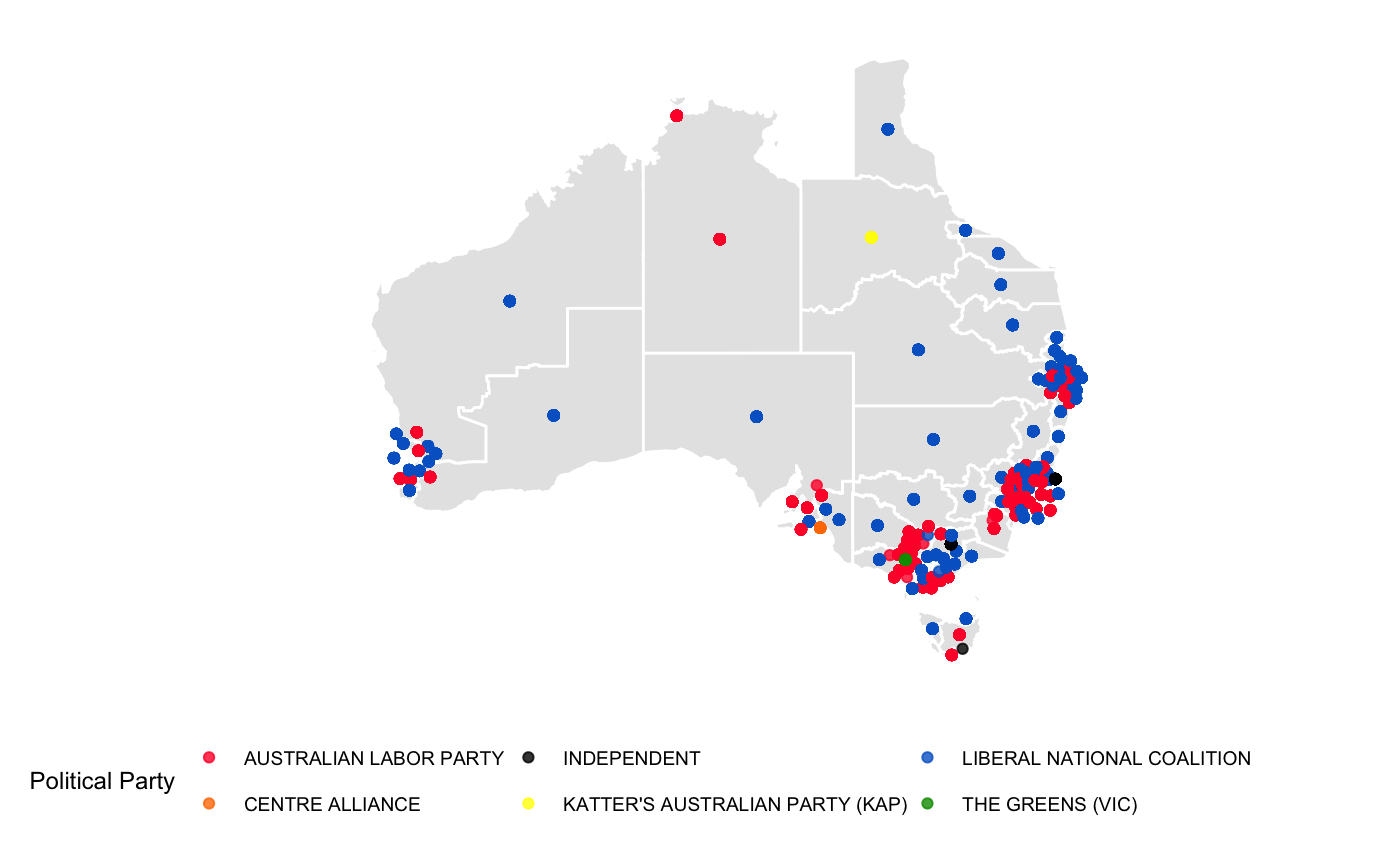 AUSTRALIAN LABOR PARTY INDEPENDENT LIBERAL NATIONAL COALITION
Political Party
CENTRE ALLIANCE KATTER'S AUSTRALIAN PARTY (KAP) THE GREENS (VIC)